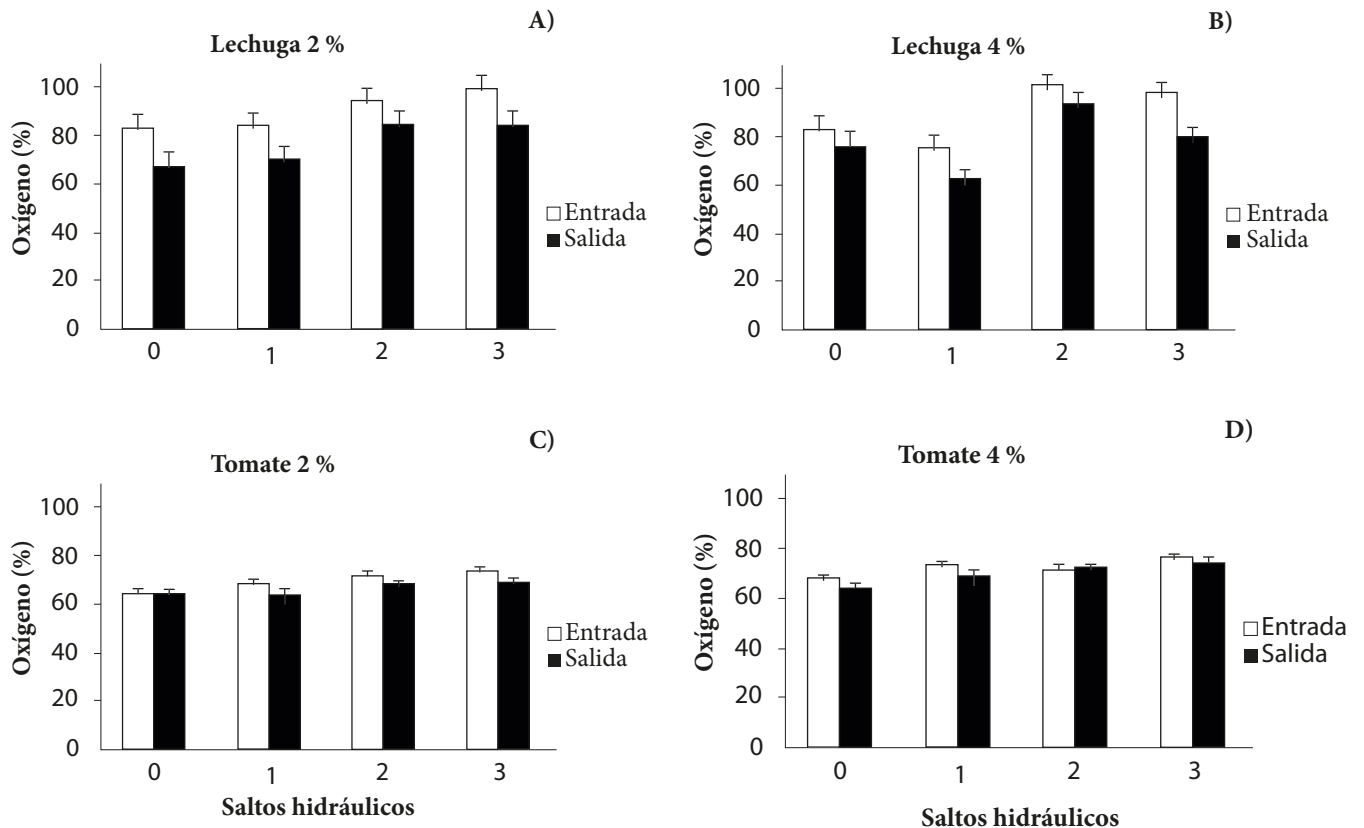 A)
Lechuga 2 %
Oxígeno (%)
100
80
60
40
20
0
0
1
2
3
Entrada
Salida
B)
Lechuga 4 %
Oxígeno (%)
100
80
60
40
20
0
0
1
2
3
Entrada
Salida
C)
Tomate 2 %
Oxígeno (%)
100
80
60
40
20
0
0
1
2
3
Saltos hidráulicos
Entrada
Salida
D)
Tomate 4 %
Oxígeno (%)
100
80
60
40
20
0
0
1
2
3
Saltos hidráulicos
Entrada
Salida